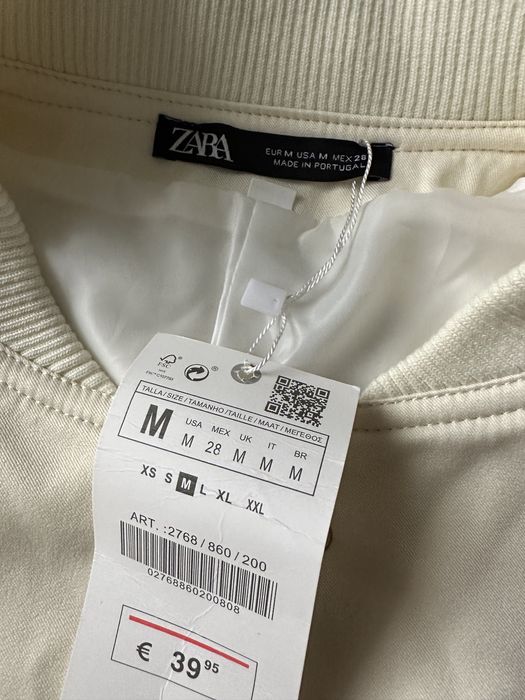 ZARA
EUR M USA M MEX 28
MADE IN PORTUGAL
FSC
TALLA/SIZE/TAMANHO/TAILLE/MAAT/ΜΕΓΕΘΟΣ
M
USA MEX UK IT BR
M 28 M M M
XS S M L XL XXL
ART. :2768/860/200
02768860200808
€ 39 95